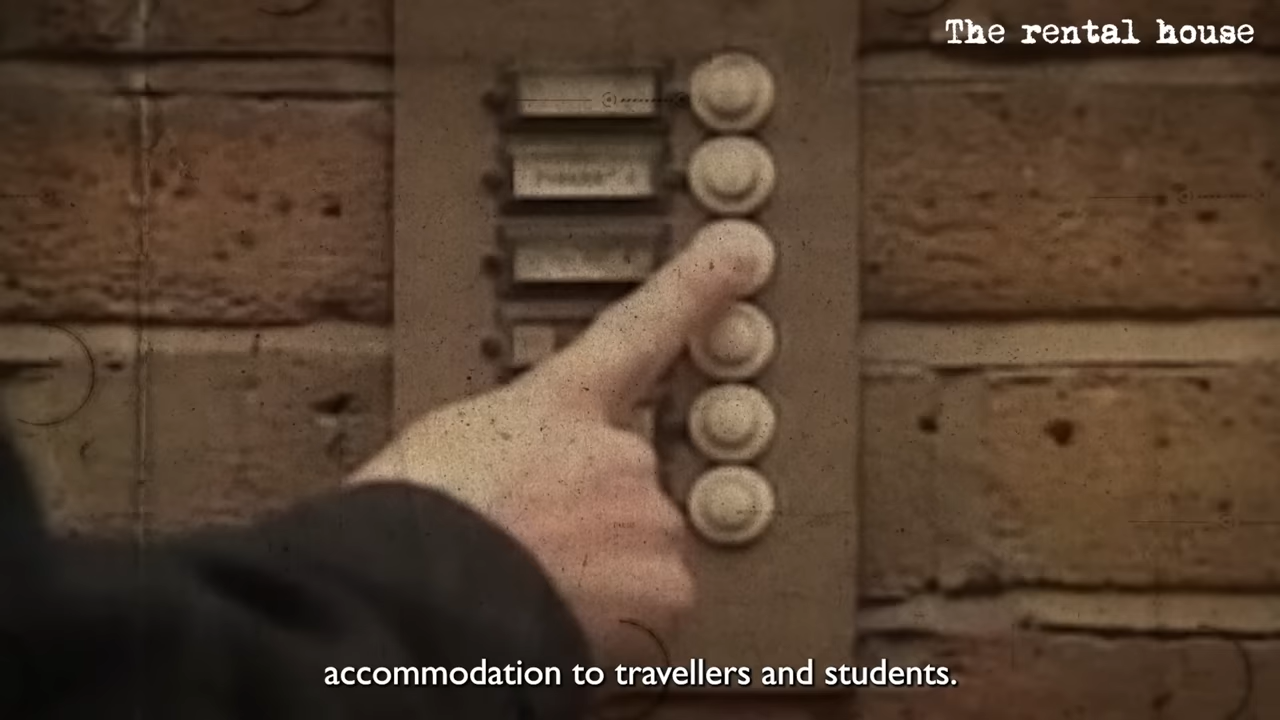 The rental house
accommodation to travellers and students.